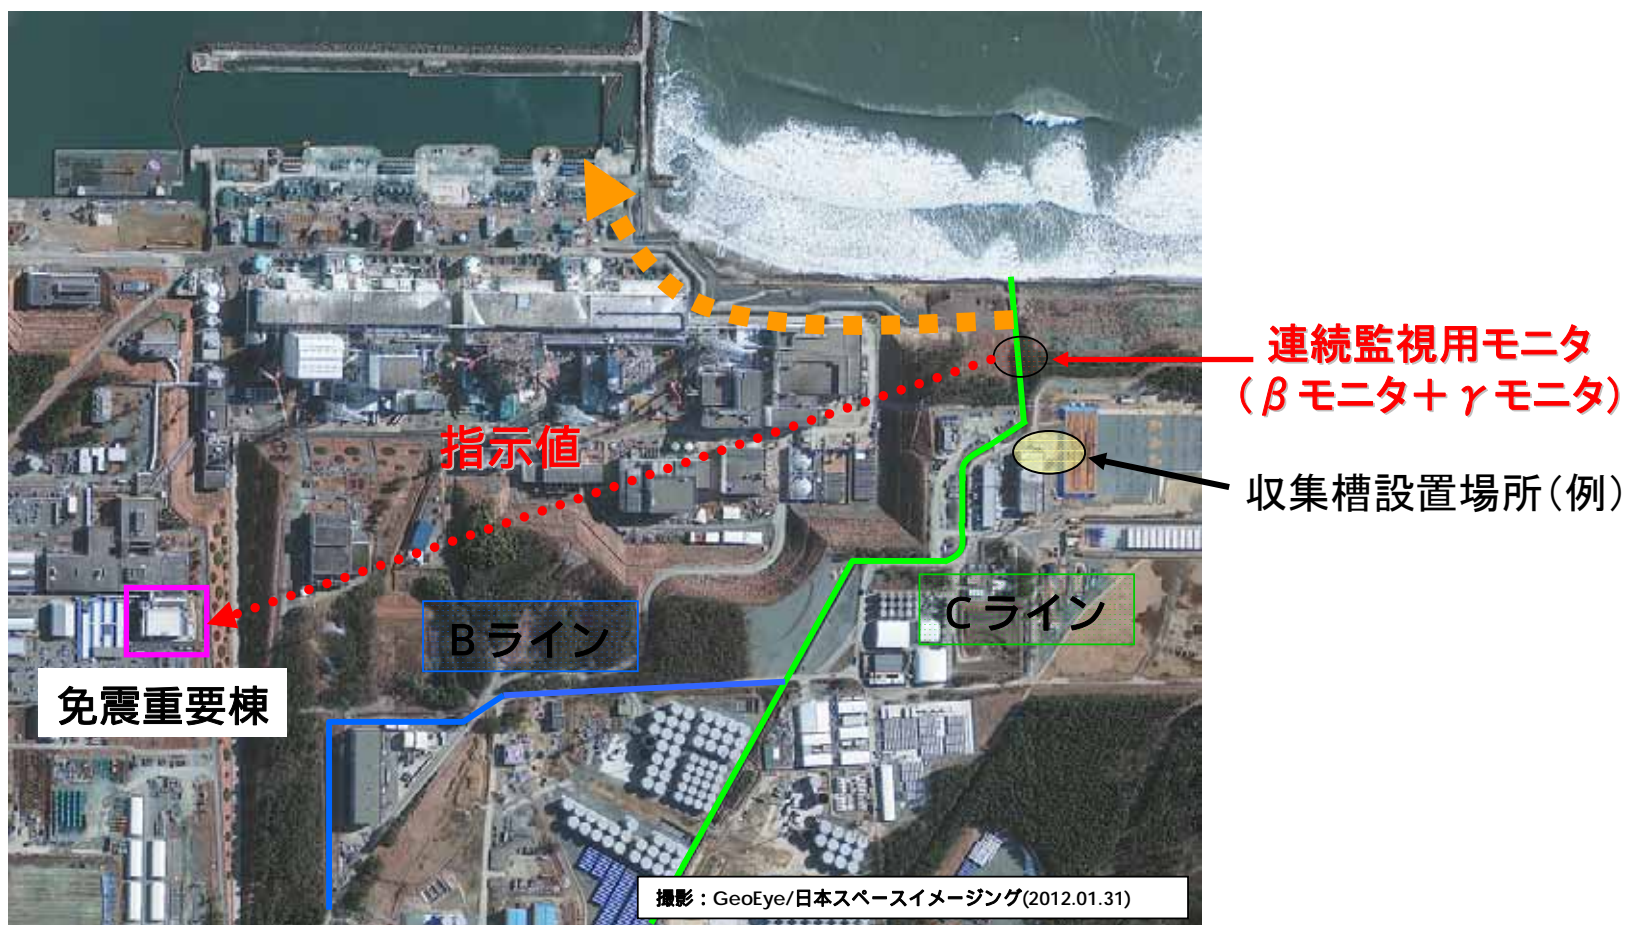 連続監視用モニタ
(βモニタ＋γモニタ)
指示値
収集槽設置場所(例)
Cライン
Bライン
免震重要棟
撮影：GeoEye/日本スペースイメージング(2012.01.31)